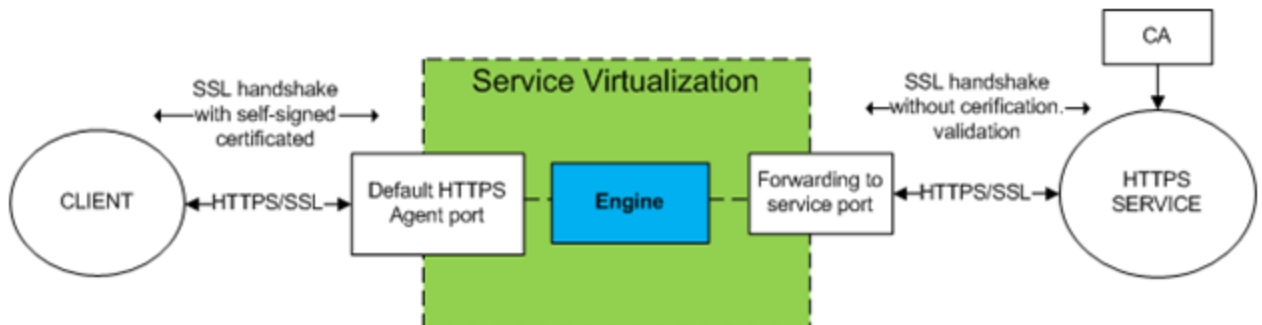 CA
Service Virtualization
SSL handshake
with self-signed
certificated
SSL handshake
without cerification.
validation
CLIENT
HTTPS/SSL
Default HTTPS
Agent port
Engine
Forwarding to
service port
HTTPS/SSL
HTTPS
SERVICE